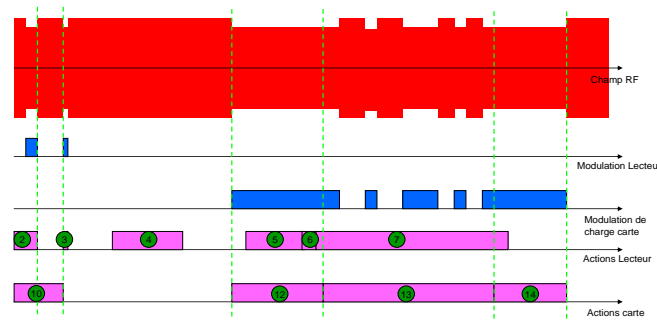 Champ RF
Modulation Lecteur
Modulation de
charge carte
2 3 4 5 6 7
Actions Lecteur
10 12 13 14
Actions carte